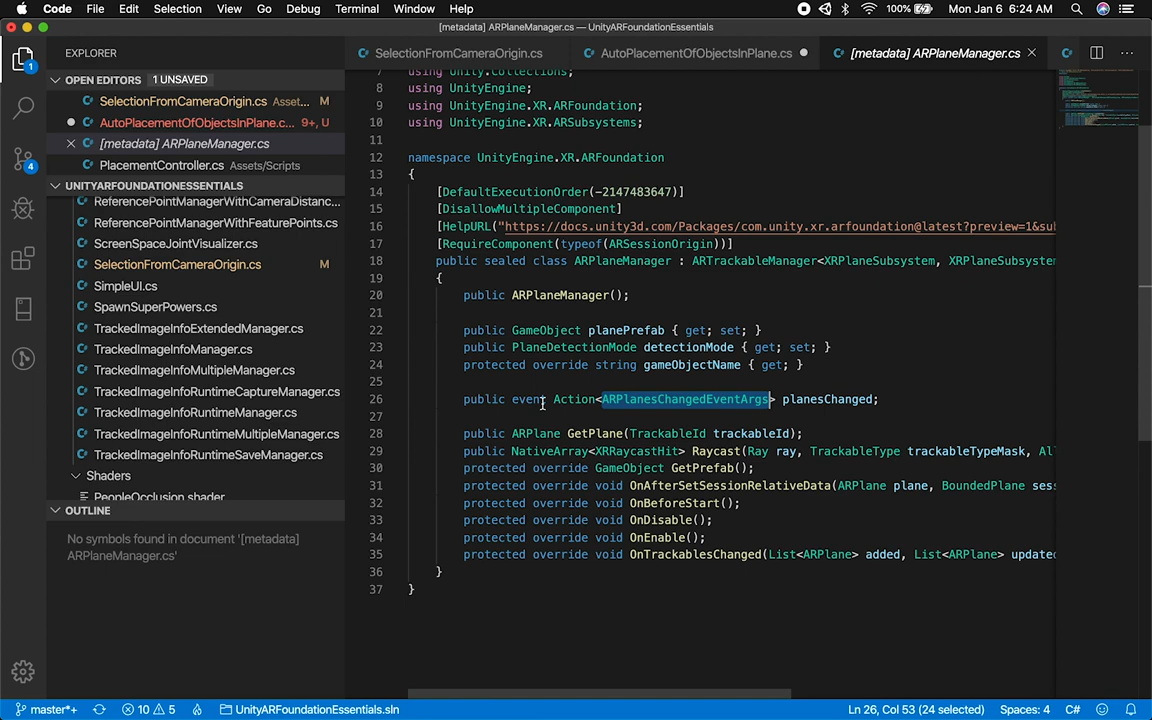 Code File Edit Selection View Go Debug Terminal Window Help 100% Mon Jan 6 6:24 AM
[metadata] ARPlaneManager.cs — UnityARFoundationEssentials
EXPLORER
SelectionFromCameraOrigin.cs AutoPlacementOfObjectsInPlane.cs [metadata] ARPlaneManager.cs
OPEN EDITORS 1 UNSAVED
SelectionFromCameraOrigin.cs Asset... M
AutoPlacementOfObjectsInPlane.c... 9+, U
[metadata] ARPlaneManager.cs
PlacementController.cs Assets/Scripts
UNITYARFOUNDATIONESSENTIALS
ReferencePointManagerWithCameraDistanc...
ReferencePointManagerWithFeaturePoints.cs
ScreenSpaceJointVisualizer.cs
SelectionFromCameraOrigin.cs M
SimpleUI.cs
SpawnSuperPowers.cs
TrackedImageInfoExtendedManager.cs
TrackedImageInfoManager.cs
TrackedImageInfoMultipleManager.cs
TrackedImageInfoRuntimeCaptureManager.cs
TrackedImageInfoRuntimeManager.cs
TrackedImageInfoRuntimeMultipleManager.cs
TrackedImageInfoRuntimeSaveManager.cs
Shaders
PeopleOcclusion.shader
OUTLINE
No symbols found in document '[metadata]
ARPlaneManager.cs'
1
4
7 using Unity.Collections;
8 using UnityEngine;
9 using UnityEngine.XR.ARFoundation;
10 using UnityEngine.XR.ARSubsystems;
11
12 namespace UnityEngine.XR.ARFoundation
13 {
14 [DefaultExecutionOrder(-2147483647)]
15 [DisallowMultipleComponent]
16 [HelpURL("https://docs.unity3d.com/Packages/com.unity.xr.arfoundation@latest?preview=1&su
17 [RequireComponent(typeof(ARSessionOrigin))]
18 public sealed class ARPlaneManager : ARTrackableManager<XRPlaneSubsystem, XRPlaneSubsystem
19 {
20 public ARPlaneManager();
21
22 public GameObject planePrefab { get; set; }
23 public PlaneDetectionMode detectionMode { get; set; }
24 protected override string gameObjectName { get; }
25
26 public event Action<ARPlanesChangedEventArgs> planesChanged;
27
28 public ARPlane GetPlane(TrackableId trackableId);
29 public NativeArray<XRRaycastHit> Raycast(Ray ray, TrackableType trackableTypeMask, Al
30 protected override GameObject GetPrefab();
31 protected override void OnAfterSetSessionRelativeData(ARPlane plane, BoundedPlane ses
32 protected override void OnBeforeStart();
33 protected override void OnDisable();
34 protected override void OnEnable();
35 protected override void OnTrackablesChanged(List<ARPlane> added, List<ARPlane> update
36 }
37 }
master*+ 10 5 UnityARFoundationEssentials.sln Ln 26, Col 53 (24 selected) Spaces: 4 C#